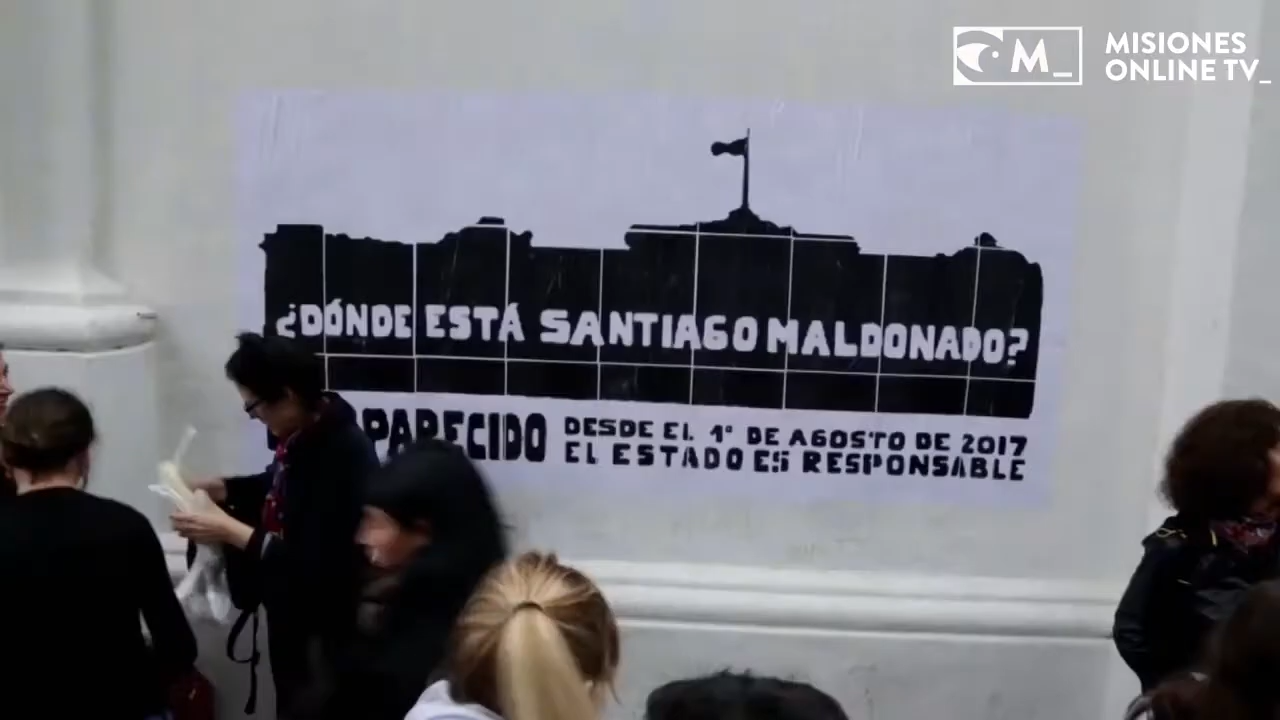 M_
MISIONES
ONLINE TV_
¿DÓNDE ESTÁ SANTIAGO MALDONADO?
PARECIDO
DESDE EL 1° DE AGOSTO DE 2017
EL ESTADO ES RESPONSABLE